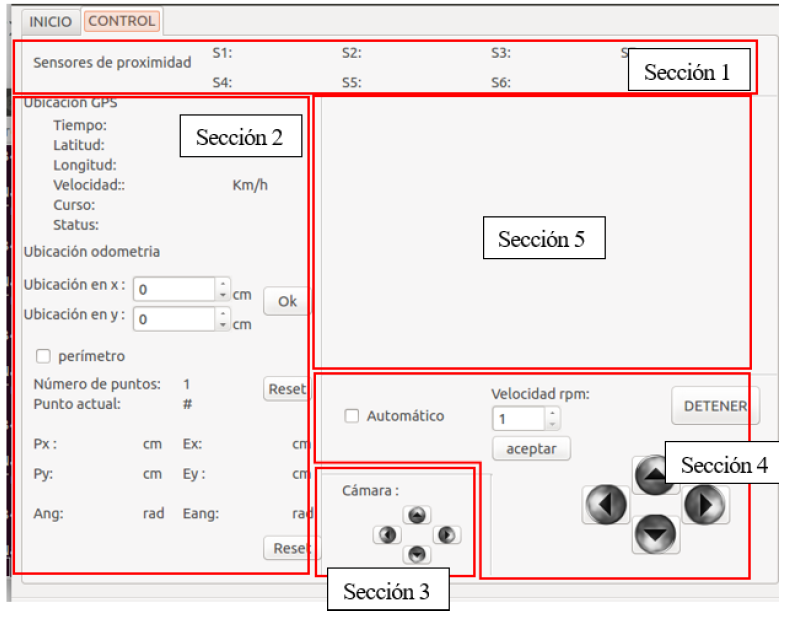 INICIO CONTROL
Sensores de proximidad S1: S2: S3:
Sección 1
S4: S5: S6:
Ubicación GPS
Tiempo:
Sección 2
Latitud:
Longitud:
Velocidad:: Km/h
Curso:
Status:
Sección 5
Ubicación odometria
Ubicación en x : 0 cm
Ok
Ubicación en y : 0 cm
perímetro
Número de puntos: 1 Reset
Punto actual: #
Automático
Velocidad rpm:
1
DETENER
aceptar
Px : cm Ex: cm
Py: cm Ey : cm
Ang: rad Eang: rad
Reset
Cámara :
Sección 4
Sección 3